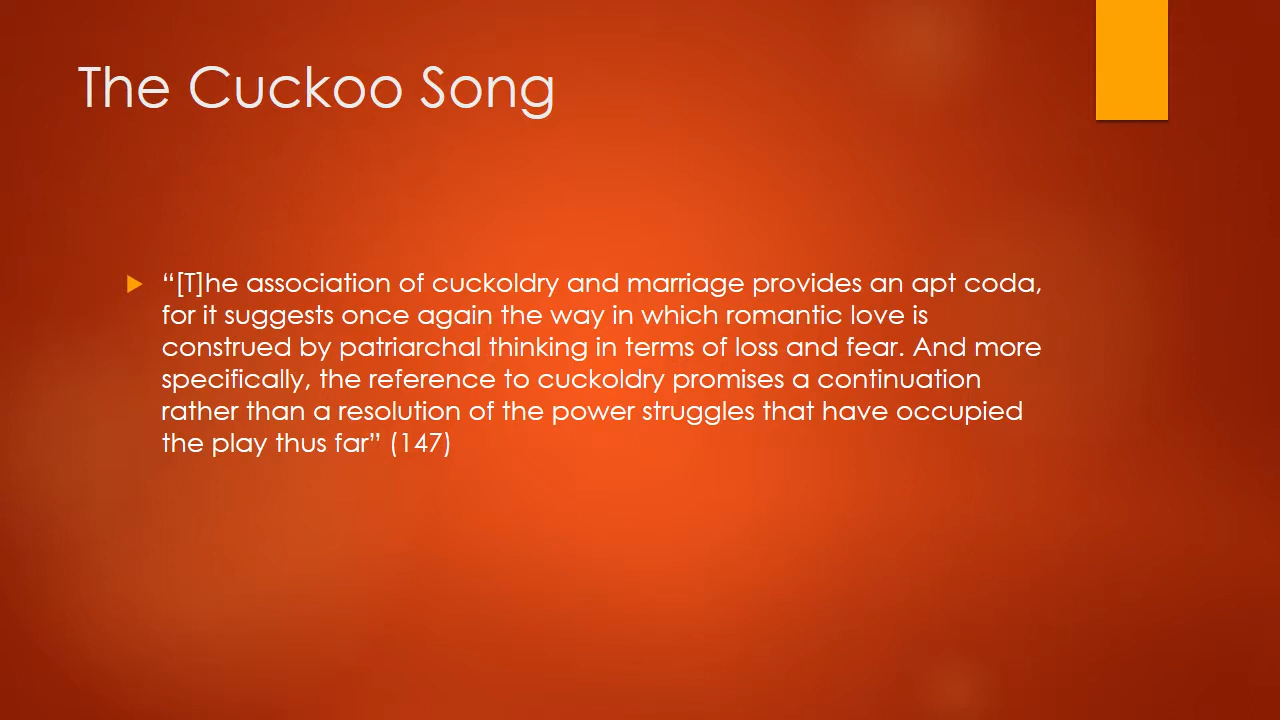 The Cuckoo Song
“[T]he association of cuckoldry and marriage provides an apt coda,
for it suggests once again the way in which romantic love is
construed by patriarchal thinking in terms of loss and fear. And more
specifically, the reference to cuckoldry promises a continuation
rather than a resolution of the power struggles that have occupied
the play thus far” (147)